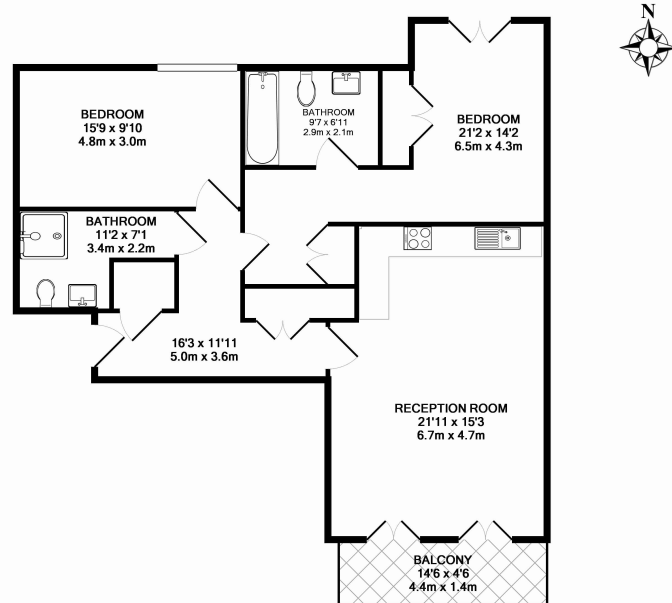 N
BEDROOM
15'9 x 9'10
4.8m x 3.0m
BATHROOM
9'7 x 6'11
2.9m x 2.1m
BEDROOM
21'2 x 14'2
6.5m x 4.3m
BATHROOM
11'2 x 7'1
3.4m x 2.2m
16'3 x 11'11
5.0m x 3.6m
RECEPTION ROOM
21'11 x 15'3
6.7m x 4.7m
BALCONY
14'6 x 4'6
4.4m x 1.4m